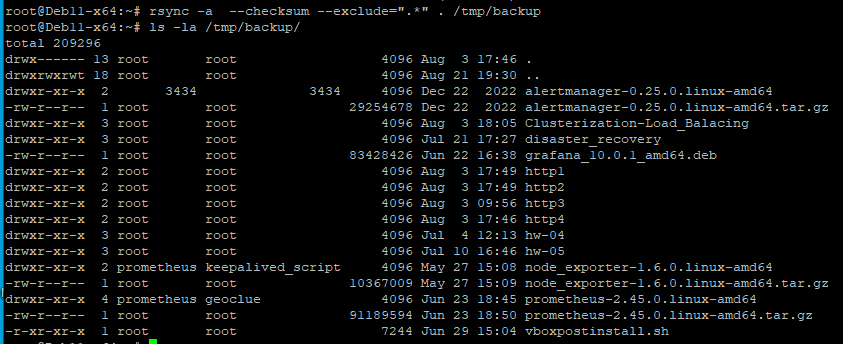 root@Deb11-x64:~# rsync -a  --checksum --exclude=".*" . /tmp/backup
root@Deb11-x64:~# ls -la /tmp/backup/
total 209296
drwx------ 13 root       root                4096 Aug  3 17:46 .
drwxrwxrwt 18 root       root                4096 Aug 21 19:30 ..
drwxr-xr-x  2       3434             3434     4096 Dec 22  2022 alertmanager-0.25.0.linux-amd64
-rw-r--r--  1 root       root            29254678 Dec 22  2022 alertmanager-0.25.0.linux-amd64.tar.gz
drwxr-xr-x  3 root       root                4096 Aug  3 18:05 Clusterization-Load_Balacing
drwxr-xr-x  3 root       root                4096 Jul 21 17:27 disaster_recovery
-rw-r--r--  1 root       root            83428426 Jun 22 16:38 grafana_10.0.1_amd64.deb
drwxr-xr-x  2 root       root                4096 Aug  3 17:49 http1
drwxr-xr-x  2 root       root                4096 Aug  3 17:49 http2
drwxr-xr-x  2 root       root                4096 Aug  3 09:56 http3
drwxr-xr-x  2 root       root                4096 Aug  3 17:46 http4
drwxr-xr-x  3 root       root                4096 Jul  4 12:13 hw-04
drwxr-xr-x  3 root       root                4096 Jul 10 16:46 hw-05
drwxr-xr-x  2 prometheus keepalived_script     4096 May 27 15:08 node_exporter-1.6.0.linux-amd64
-rw-r--r--  1 root       root            10367009 May 27 15:09 node_exporter-1.6.0.linux-amd64.tar.gz
drwxr-xr-x  4 prometheus geoclue             4096 Jun 23 18:45 prometheus-2.45.0.linux-amd64
-rw-r--r--  1 root       root            91189594 Jun 23 18:50 prometheus-2.45.0.linux-amd64.tar.gz
-r-xr-xr-x  1 root       root                7244 Jun 29 15:04 vboxpostinstall.sh
root@Deb11-x64:~#